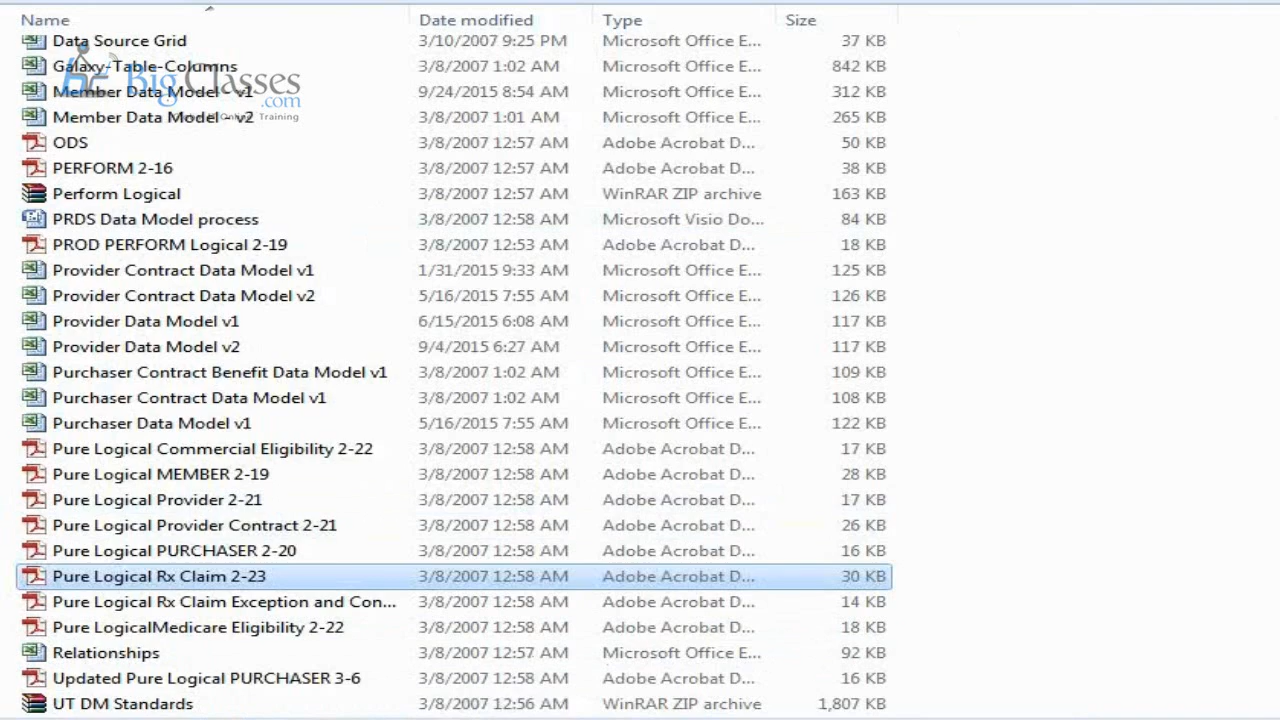 Name Date modified Type Size
Data Source Grid 3/10/2007 9:25 PM Microsoft Office E... 37 KB
Galaxy-Table-Columns 3/8/2007 1:02 AM Microsoft Office E... 842 KB
BigClasses
Member Data Model - v1 9/24/2015 8:54 AM Microsoft Office E... 312 KB
.com
Member Data Model - v2 3/8/2007 1:01 AM Microsoft Office E... 265 KB
Online Training
ODS 3/8/2007 12:57 AM Adobe Acrobat D... 50 KB
PERFORM 2-16 3/8/2007 12:57 AM Adobe Acrobat D... 38 KB
Perform Logical 3/8/2007 12:57 AM WinRAR ZIP archive 163 KB
PRDS Data Model process 3/8/2007 12:58 AM Microsoft Visio Do... 84 KB
PROD PERFORM Logical 2-19 3/8/2007 12:53 AM Adobe Acrobat D... 18 KB
Provider Contract Data Model v1 1/31/2015 9:33 AM Microsoft Office E... 125 KB
Provider Contract Data Model v2 5/16/2015 7:55 AM Microsoft Office E... 126 KB
Provider Data Model v1 6/15/2015 6:08 AM Microsoft Office E... 117 KB
Provider Data Model v2 9/4/2015 6:27 AM Microsoft Office E... 117 KB
Purchaser Contract Benefit Data Model v1 3/8/2007 1:02 AM Microsoft Office E... 109 KB
Purchaser Contract Data Model v1 3/8/2007 1:02 AM Microsoft Office E... 108 KB
Purchaser Data Model v1 5/16/2015 7:55 AM Microsoft Office E... 122 KB
Pure Logical Commercial Eligibility 2-22 3/8/2007 12:58 AM Adobe Acrobat D... 17 KB
Pure Logical MEMBER 2-19 3/8/2007 12:58 AM Adobe Acrobat D... 28 KB
Pure Logical Provider 2-21 3/8/2007 12:58 AM Adobe Acrobat D... 17 KB
Pure Logical Provider Contract 2-21 3/8/2007 12:58 AM Adobe Acrobat D... 26 KB
Pure Logical PURCHASER 2-20 3/8/2007 12:58 AM Adobe Acrobat D... 16 KB
Pure Logical Rx Claim 2-23 3/8/2007 12:58 AM Adobe Acrobat D... 30 KB
Pure Logical Rx Claim Exception and Con... 3/8/2007 12:58 AM Adobe Acrobat D... 14 KB
Pure LogicalMedicare Eligibility 2-22 3/8/2007 12:58 AM Adobe Acrobat D... 18 KB
Relationships 3/8/2007 12:57 AM Microsoft Office E... 92 KB
Updated Pure Logical PURCHASER 3-6 3/8/2007 12:58 AM Adobe Acrobat D... 16 KB
UT DM Standards 3/8/2007 12:56 AM WinRAR ZIP archive 1,807 KB